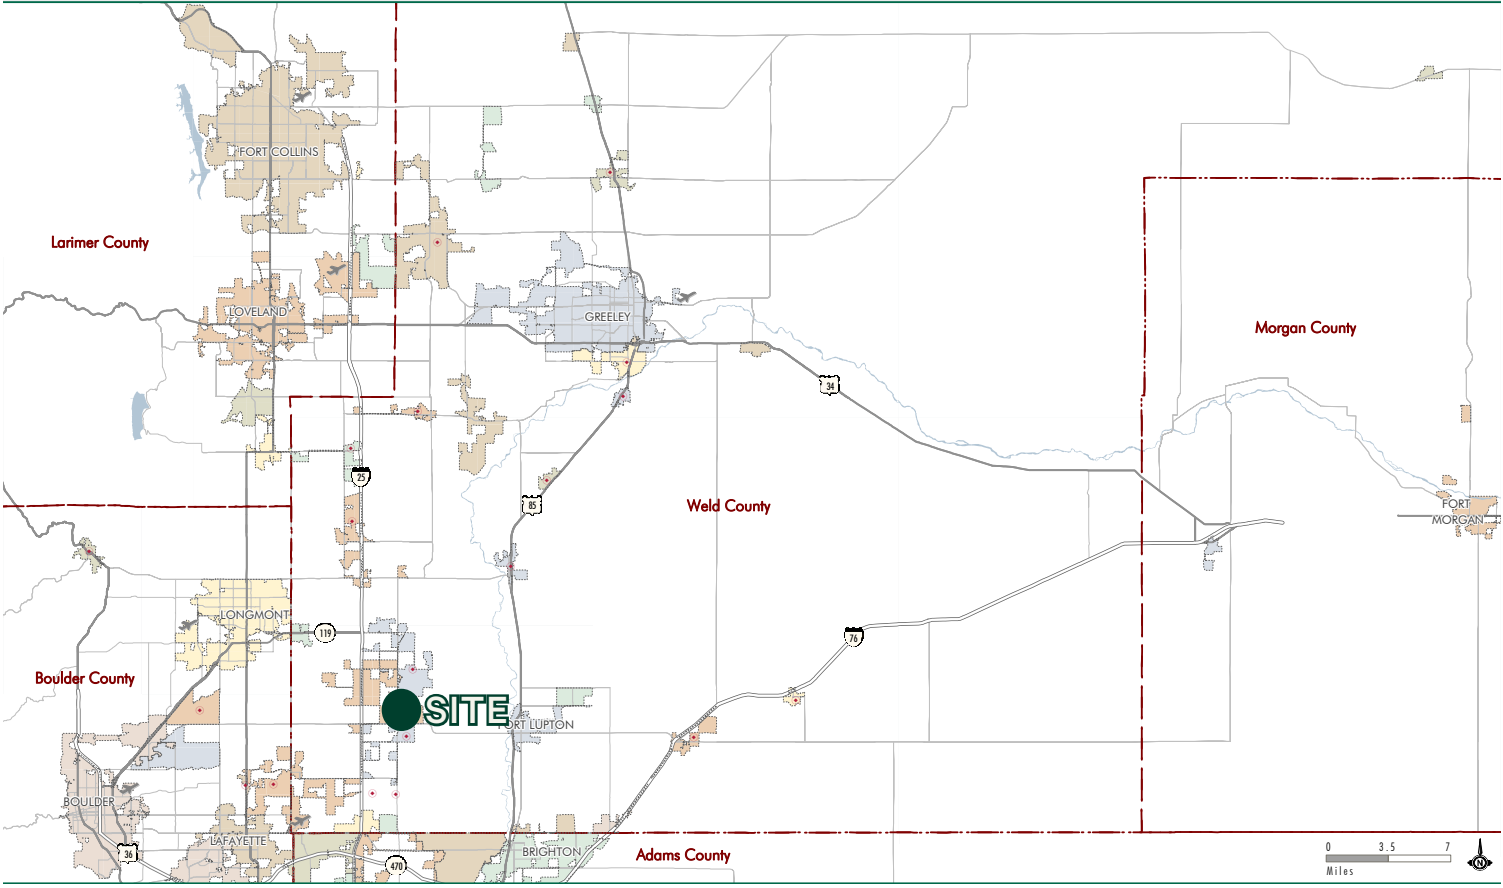 FORT COLLINS
Larimer County
LOVELAND
GREELEY
Morgan County
34
25
85
Weld County
FORT
MORGAN
LONGMONT
119
76
Boulder County
SITE
FORT LUPTON
BOULDER
LAFAYETTE
36
470
BRIGHTON
Adams County
0 3.5 7
Miles
N